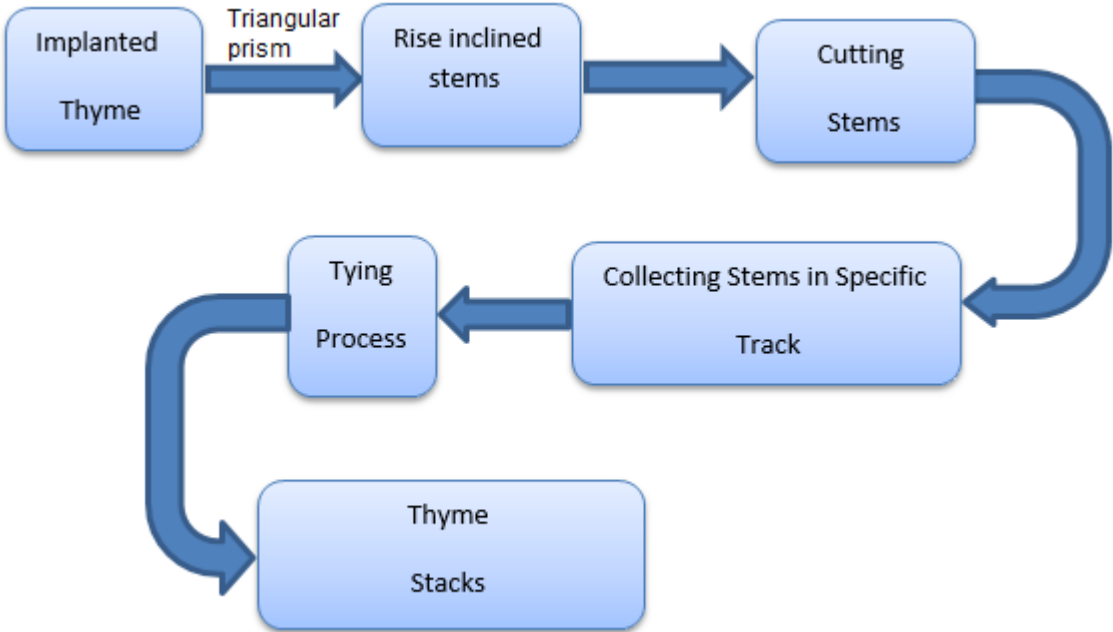 Implanted
Thyme
Triangular
prism
Rise inclined
stems
Cutting
Stems
Collecting Stems in Specific
Track
Tying
Process
Thyme
Stacks